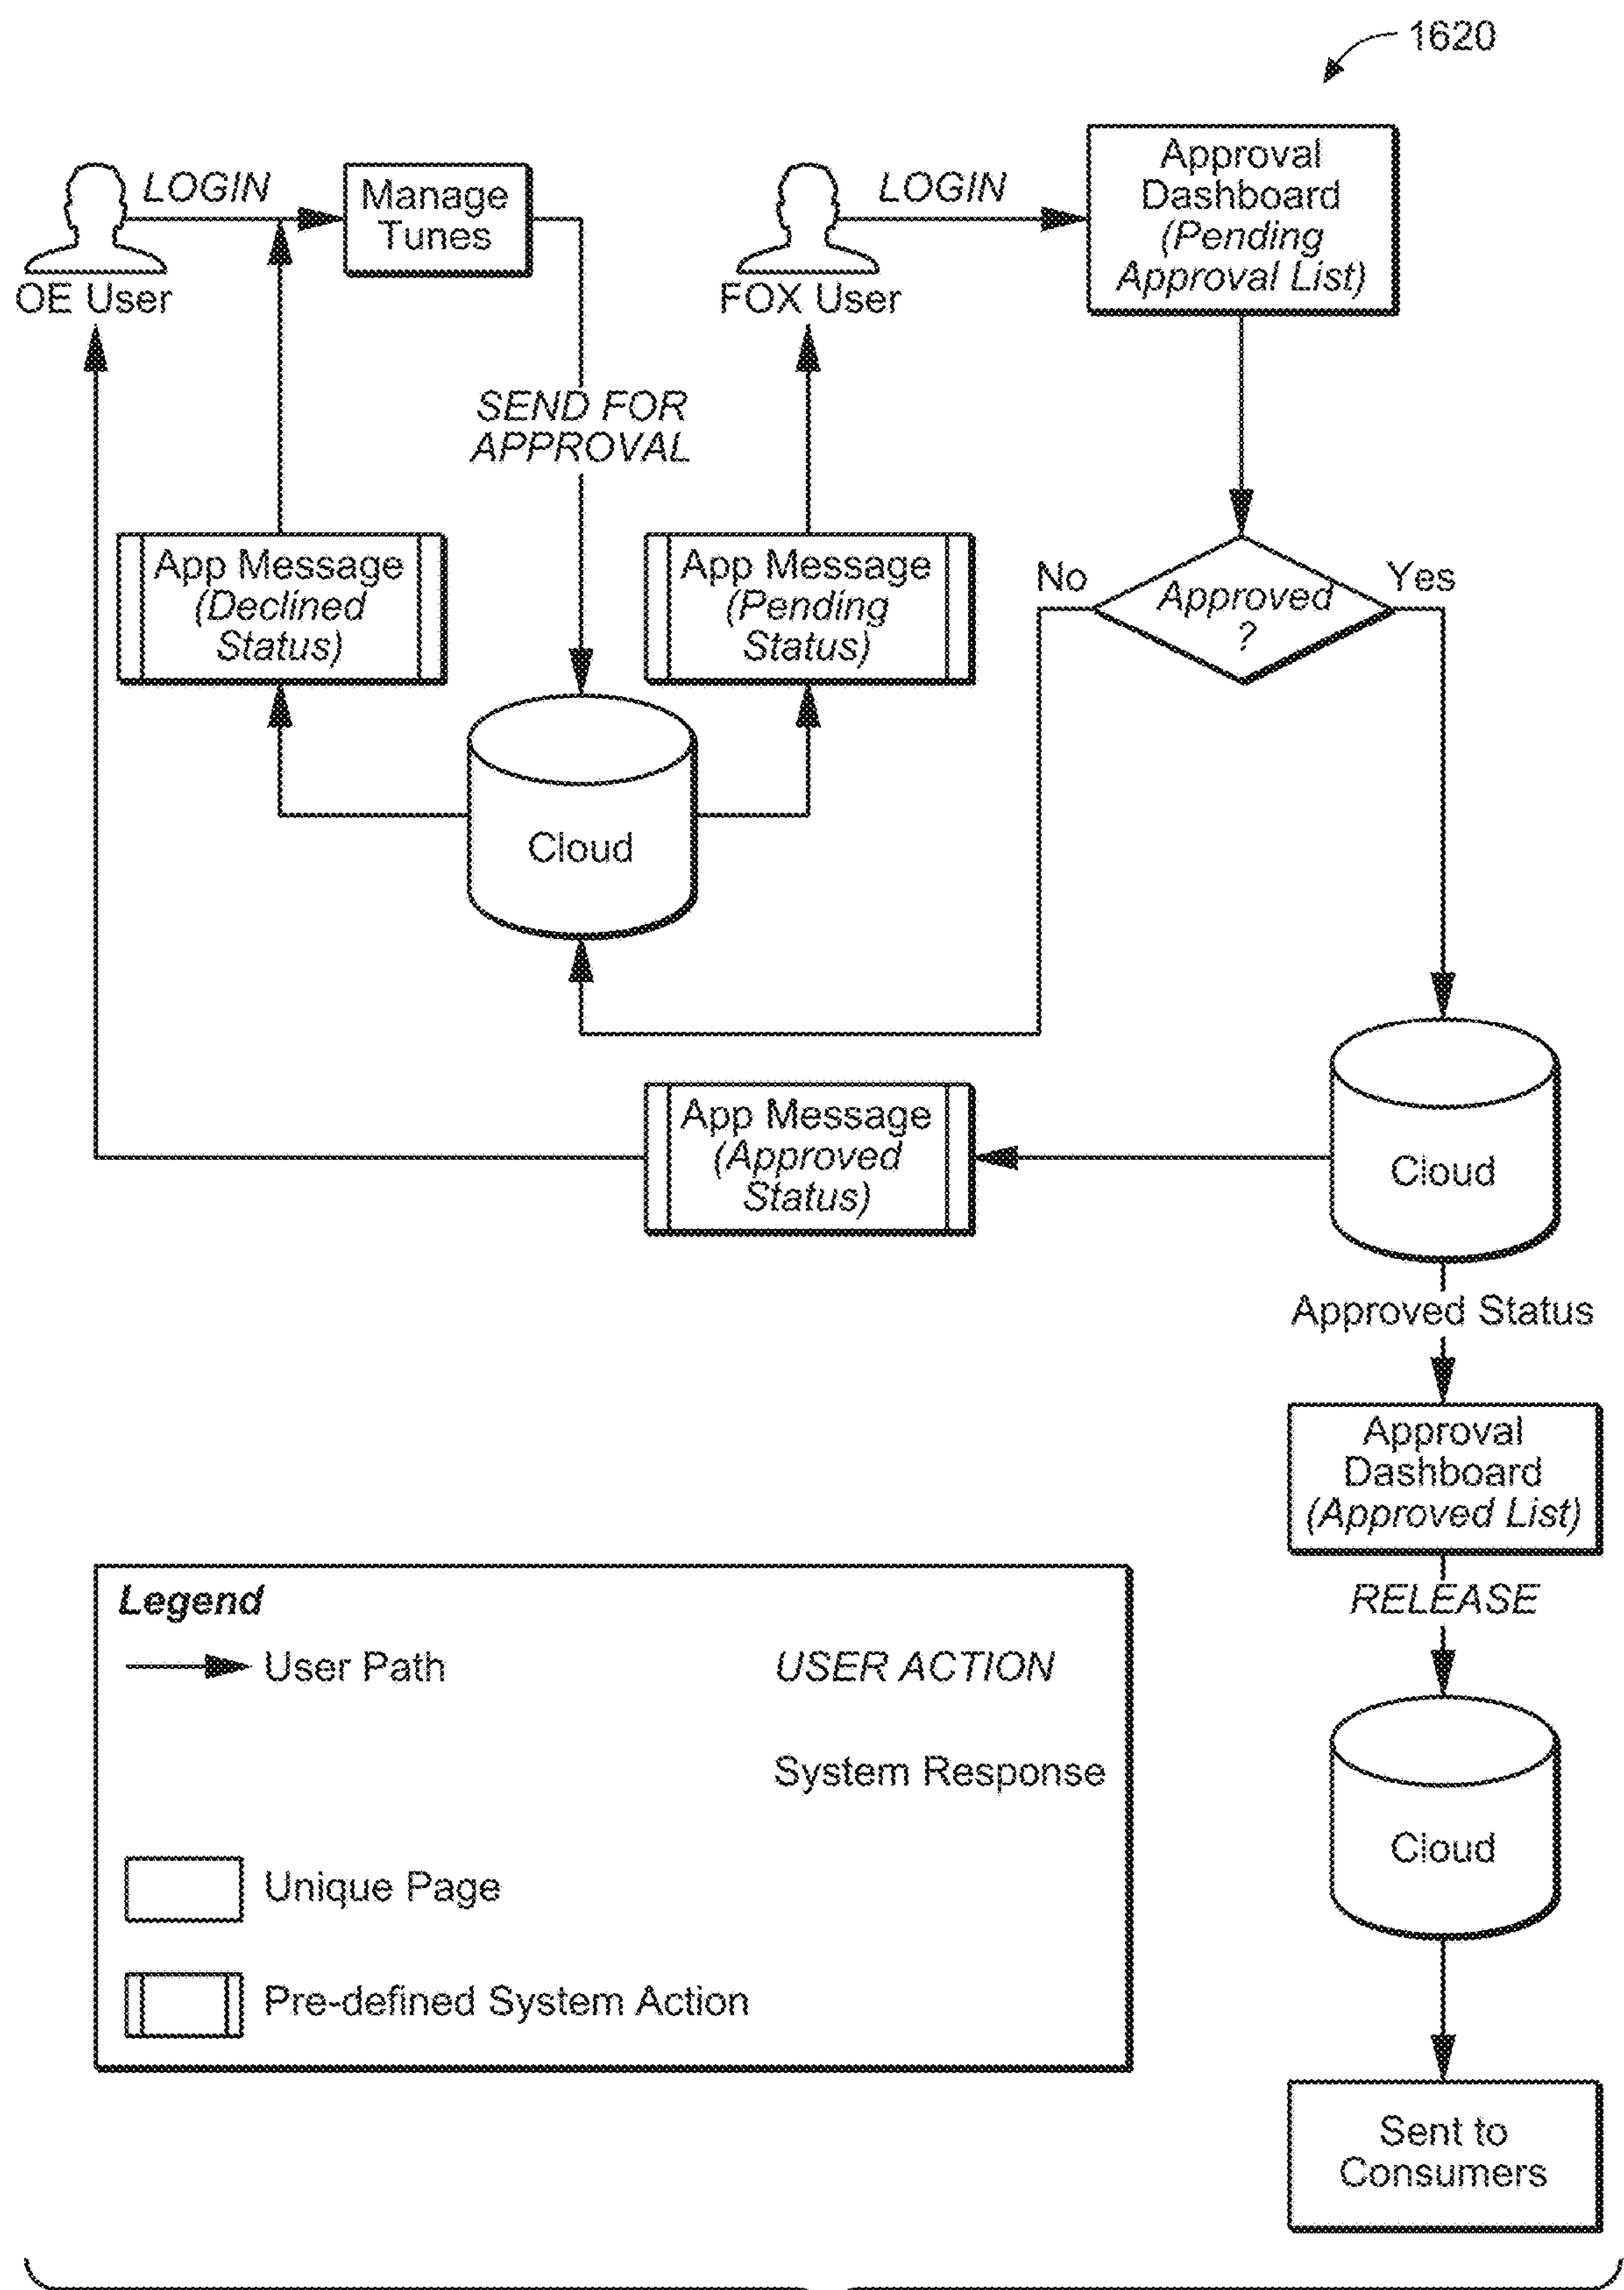 1620
LOGIN
Manage
Tunes
OE User
LOGIN
FOX User
Approval
Dashboard
(Pending
Approval List)
SEND FOR
APPROVAL
App Message
(Declined
Status)
App Message
(Pending
Status)
No
Approved
?
Yes
Cloud
App Message
(Approved
Status)
Cloud
Approved Status
Approval
Dashboard
(Approved List)
RELEASE
Cloud
Sent to
Consumers
Legend
User Path
USER ACTION
System Response
Unique Page
Pre-defined System Action